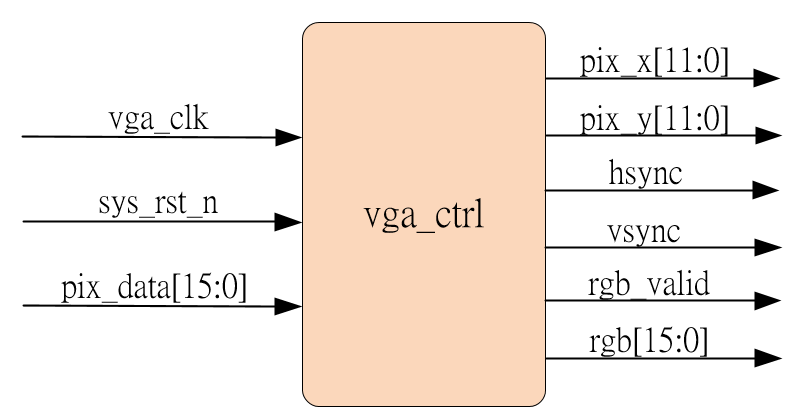 vga_clk
sys_rst_n
pix_data[15:0]
vga_ctrl
pix_x[11:0]
pix_y[11:0]
hsync
vsync
rgb_valid
rgb[15:0]